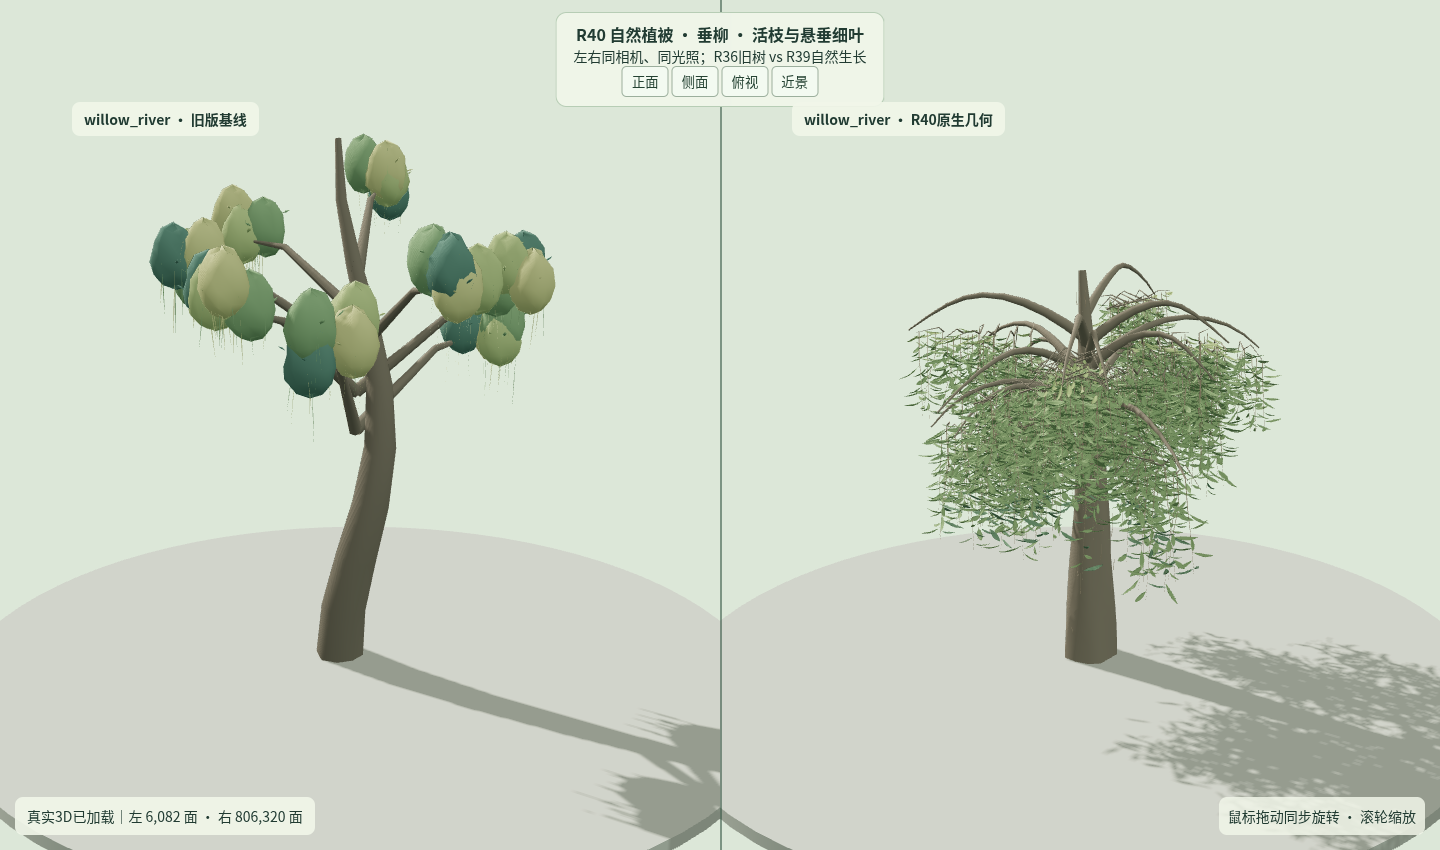 R40 自然植被 · 垂柳 · 活枝与悬垂细叶
左右同相机、同光照；R36旧树 vs R39自然生长
正面 侧面 俯视 近景
willow_river · 旧版基线
willow_river · R40原生几何
真实3D已加载｜左 6,082 面 · 右 806,320 面
鼠标拖动同步旋转 · 滚轮缩放